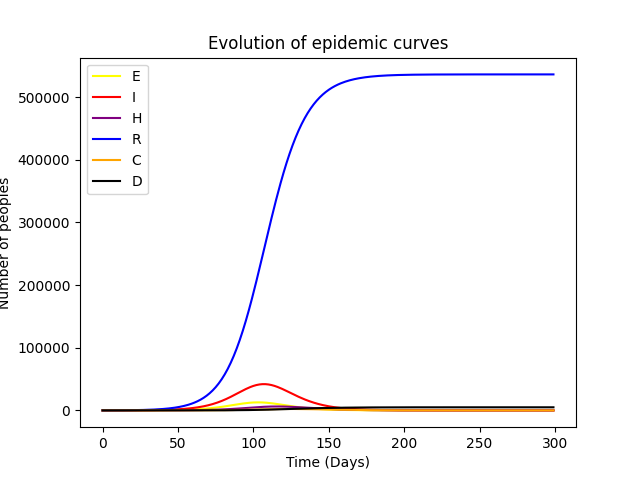 Evolution of epidemic curves
E
I
H
R
C
D
500000
400000
300000
200000
100000
0
Number of peoples
0 50 100 150 200 250 300
Time (Days)